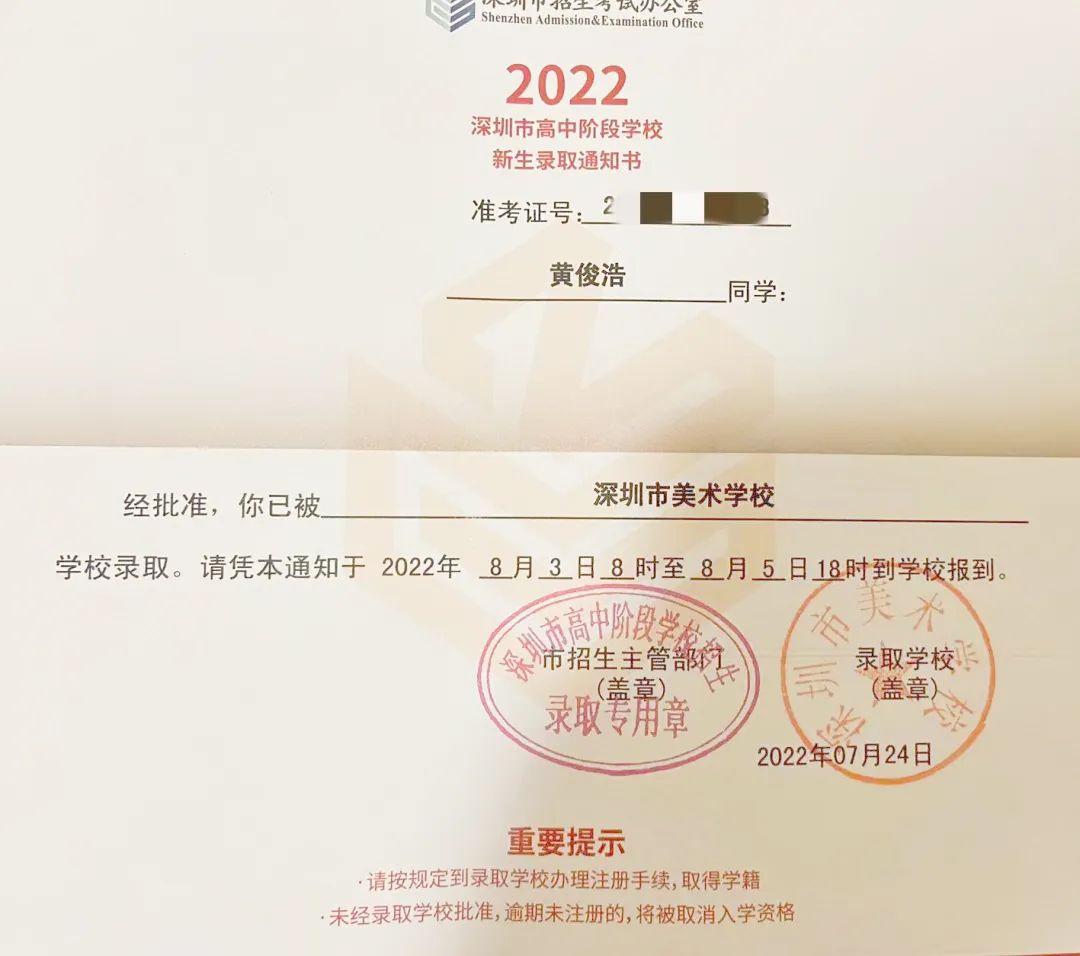 深圳市招生考试办公室
Shenzhen Admission&Examination Office
2022
深圳市高中阶段学校
新生录取通知书
准考证号:
黄俊浩
同学:
经批准，你已被 深圳市美术学校
学校录取。请凭本通知于 2022年 8月3日8时至8月5日18时到学校报到。
深圳市高中阶段学校招生
录取专用章
市招生主管部门
(盖章)
深圳市美术学校
录取学校
(盖章)
2022年07月24日
重要提示
·请按规定到录取学校办理注册手续,取得学籍
·未经录取学校批准,逾期未注册的,将被取消入学资格